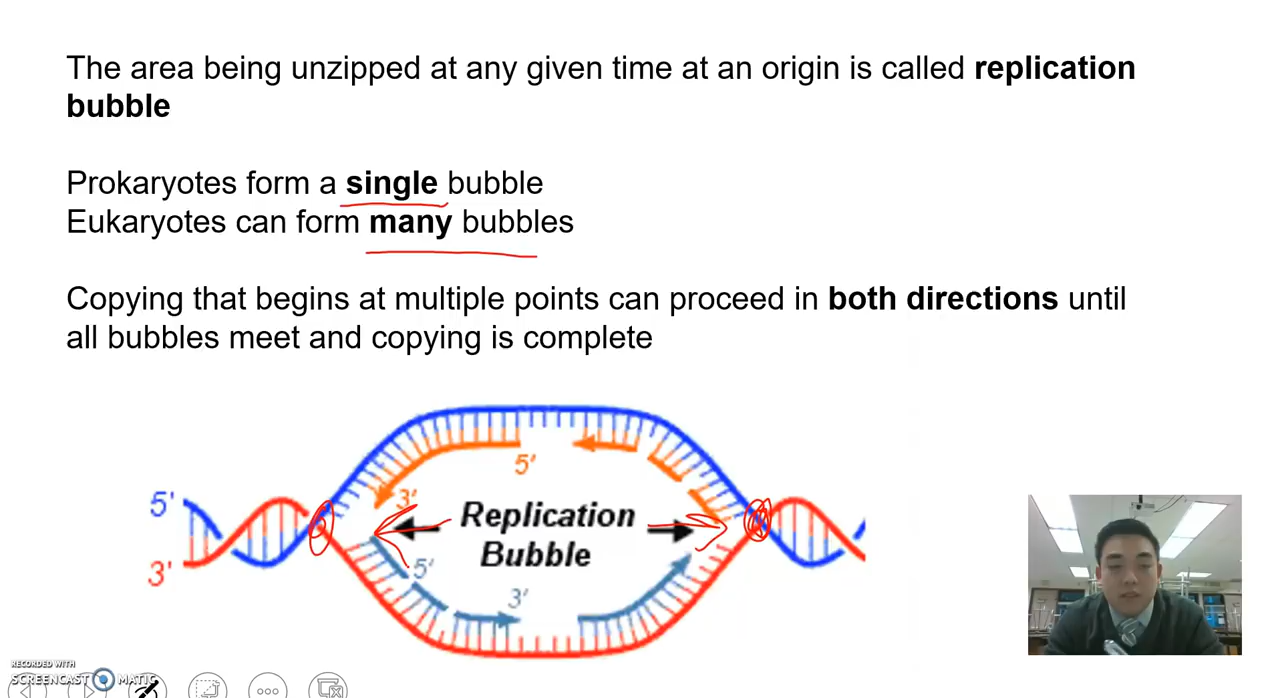 The area being unzipped at any given time at an origin is called replication
bubble
Prokaryotes form a single bubble
Eukaryotes can form many bubbles
Copying that begins at multiple points can proceed in both directions until
all bubbles meet and copying is complete
5'
3'
5'
3'
Replication
Bubble
5'
3'
RECORDED WITH
SCREENCAST MATIC